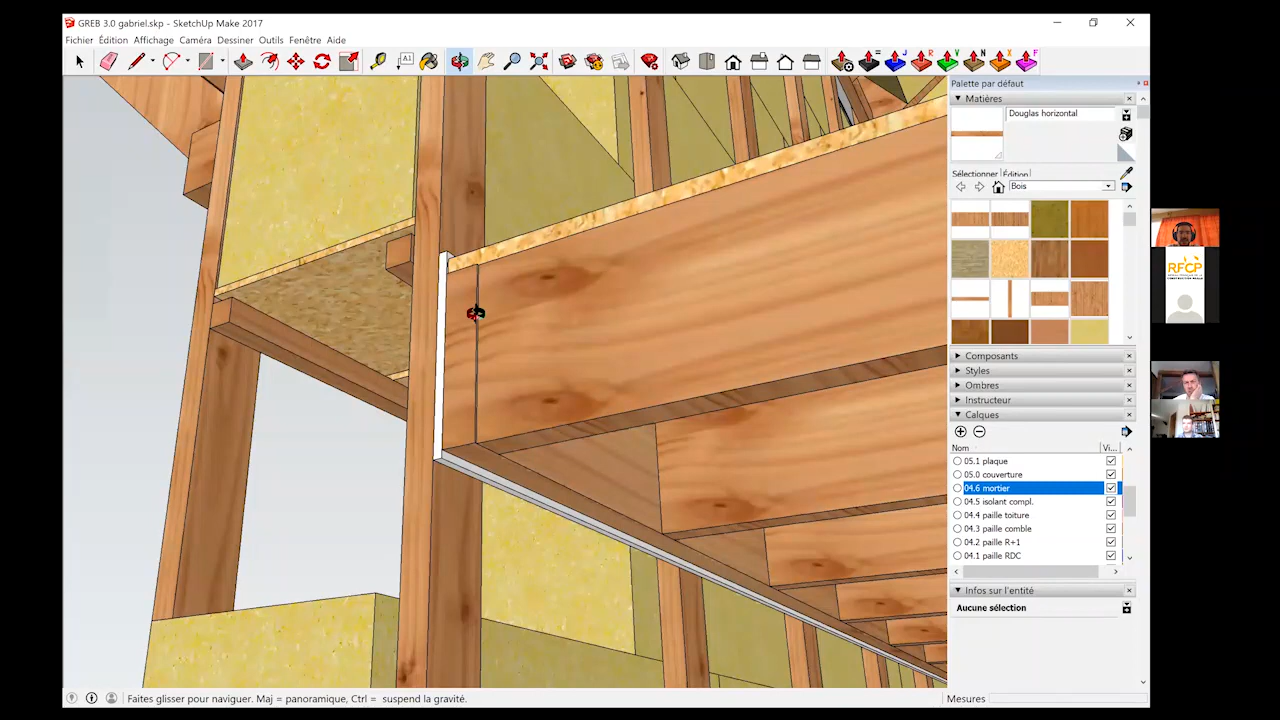 GREB 3.0 gabriel.skp - SketchUp Make 2017
Fichier Édition Affichage Caméra Dessiner Outils Fenêtre Aide
A1
= J R V N X F
Palette par défaut
Matières
Douglas horizontal
Sélectionner Édition
Bois
Composants
Styles
Ombres
Instructeur
Calques
Nom Vi...
05.1 plaque
05.0 couverture
04.6 mortier
04.5 isolant compl.
04.4 paille toiture
04.3 paille comble
04.2 paille R+1
04.1 paille RDC
Infos sur l'entité
Aucune sélection
Faites glisser pour naviguer. Maj = panoramique, Ctrl = suspend la gravité.
Mesures
RFCP